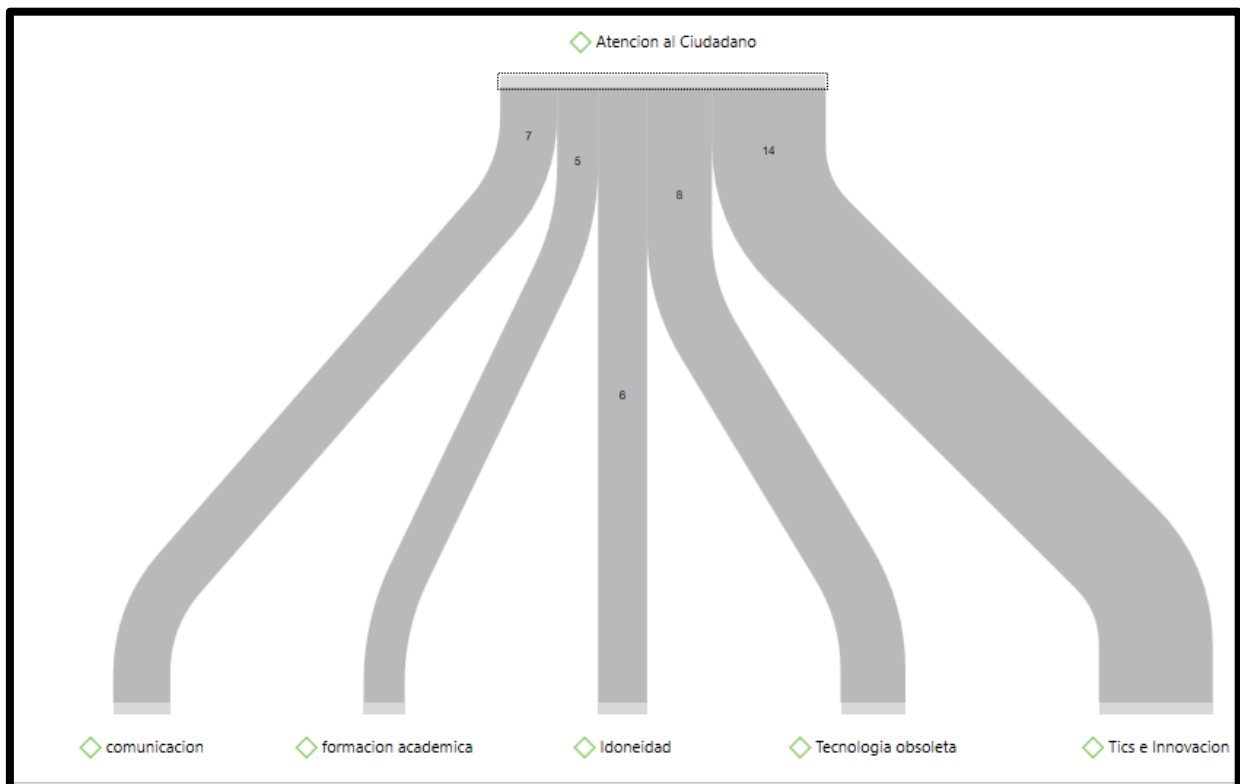 Atencion al Ciudadano
7
5
14
8
6
comunicacion
formacion academica
Idoneidad
Tecnologia obsoleta
Tics e Innovacion